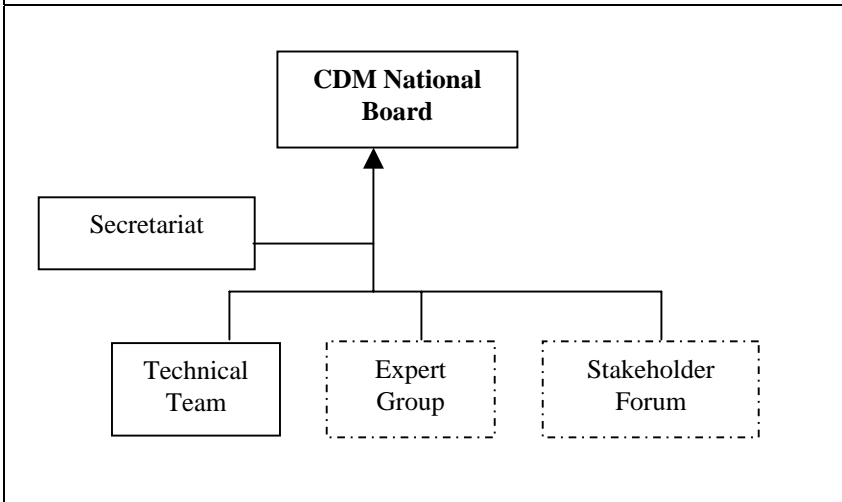 CDM National
Board
Secretariat
Technical
Team
Expert
Group
Stakeholder
Forum